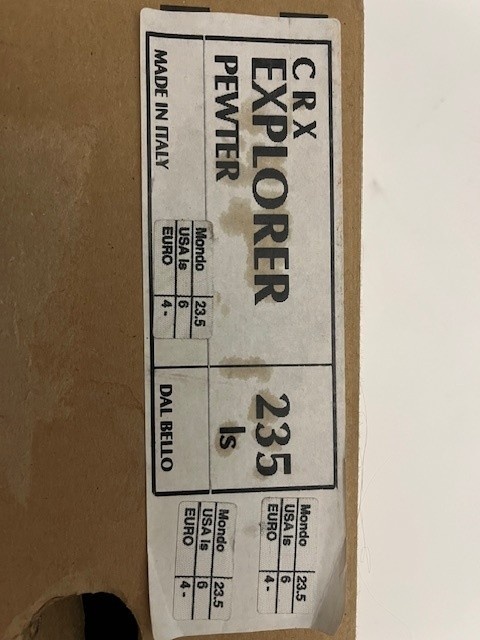 CRX
EXPLORER
PEWTER
MADE IN ITALY
Mondo 23.5
USA ls 6
EURO 4-
235
ls
DAL BELLO
Mondo 23.5
USA ls 6
EURO 4-
Mondo 23.5
USA ls 6
EURO 4-